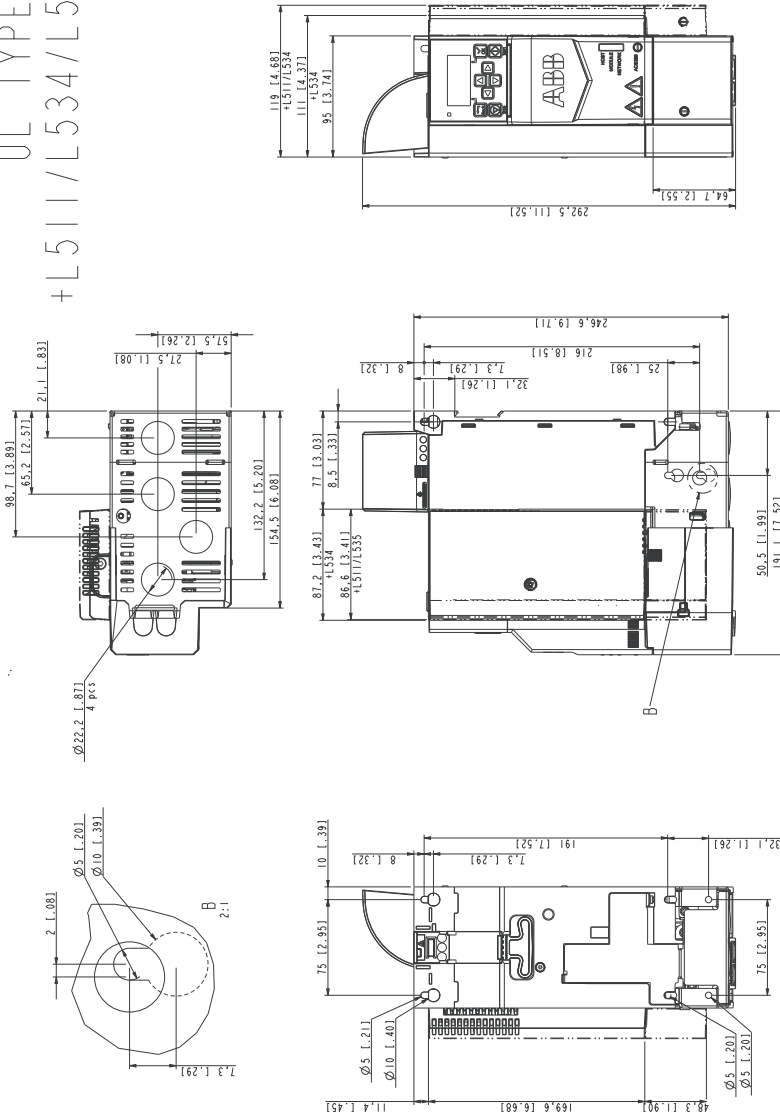 UL TYPE
+L511/L534/L5
119 [4.68]
+L511/L534
111 [4.37]
+L534
95 [3.74]
ABB
HOST
MODULE
NETWORK
ACS380
292,5 [11.52]
64,7 [2.55]
57,5 [2.26]
27,5 [1.08]
21,1 [.83]
65,2 [2.57]
98,7 [3.89]
132,2 [5.20]
154,5 [6.08]
Ø22,2 [.87]
4 pcs
246,6 [9.71]
216 [8.51]
8 [.32]
7,3 [.29]
32,1 [1.26]
25 [.98]
77 [3.03]
8,5 [.33]
87,2 [3.43]
+L534
86,6 [3.41]
+L511/L535
50,5 [1.99]
191,1 [7.52]
B
2 [.08]
Ø5 [.20]
Ø10 [.39]
B
2:1
7,3 [.29]
10 [.39]
8 [.32]
7,3 [.29]
191 [7.52]
32,1 [1.26]
75 [2.95]
75 [2.95]
Ø5 [.21]
Ø10 [.40]
Ø5 [.20]
Ø5 [.20]
11,4 [.45]
169,6 [6.68]
48,3 [1.90]